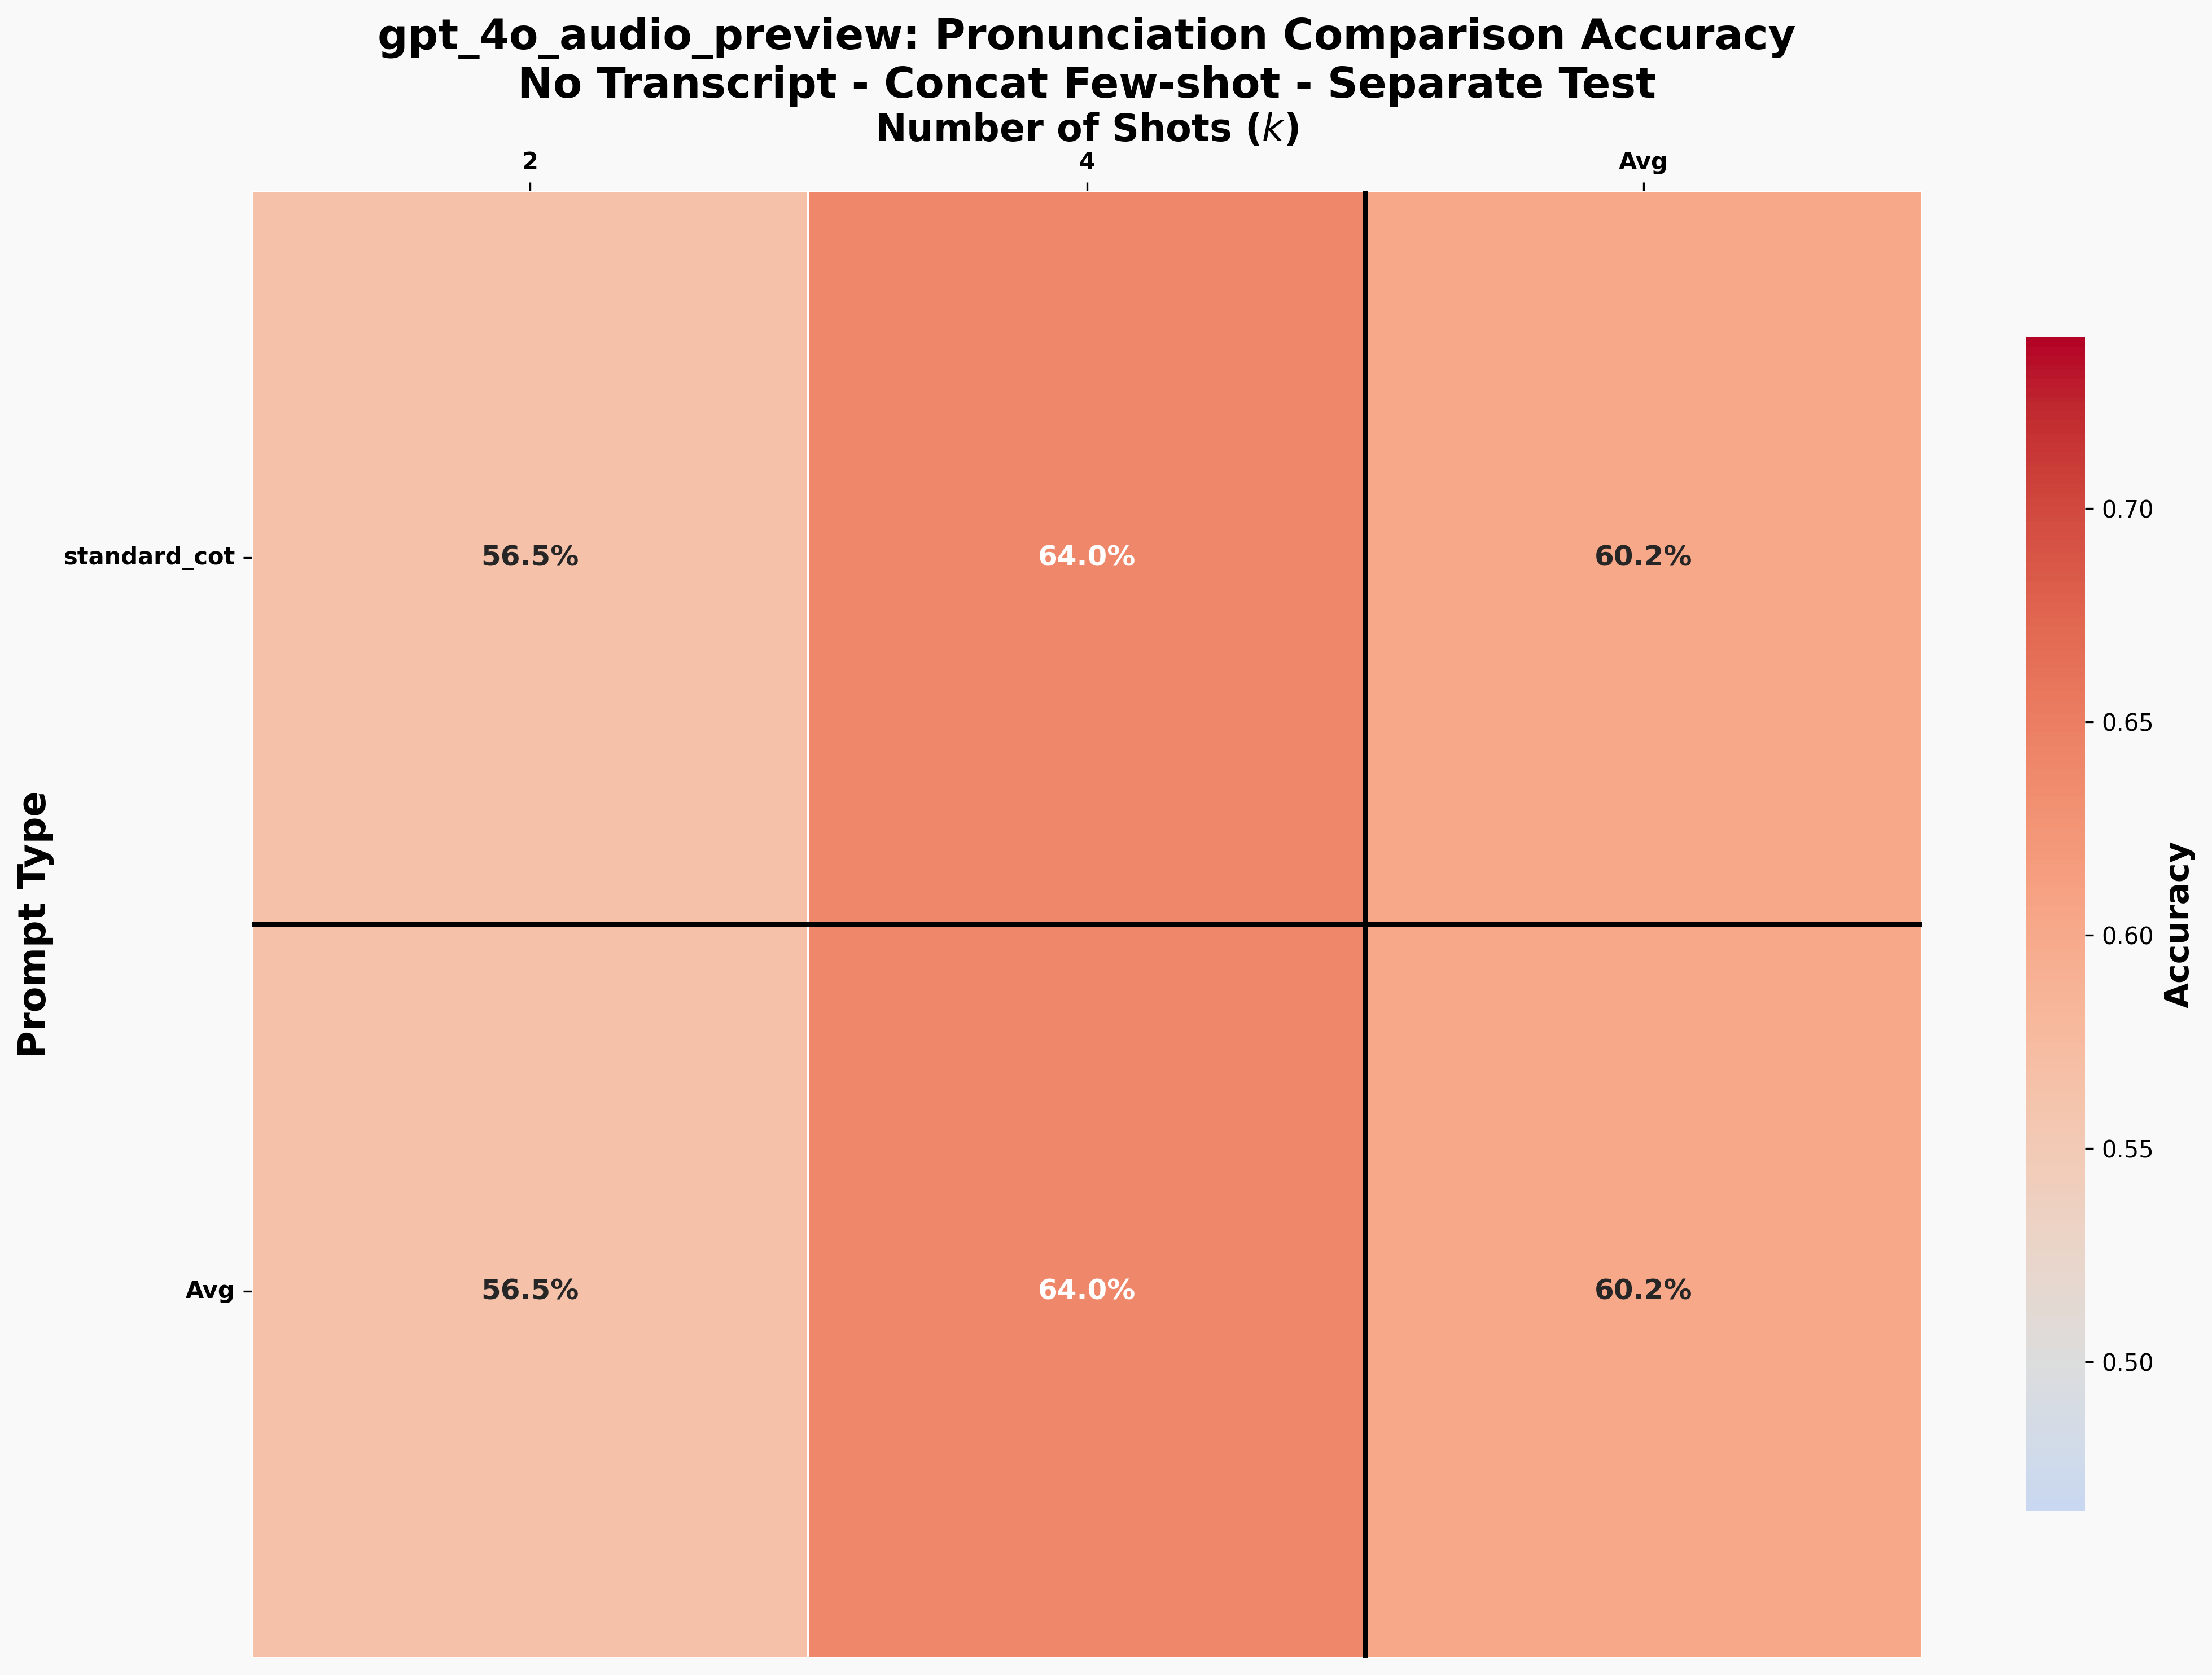 gpt_4o_audio_preview: Pronunciation Comparison Accuracy
No Transcript - Concat Few-shot - Separate Test
Number of Shots (k)
2 4 Avg
standard_cot 56.5% 64.0% 60.2%
Avg 56.5% 64.0% 60.2%
Prompt Type
0.70
0.65
0.60
0.55
0.50
Accuracy